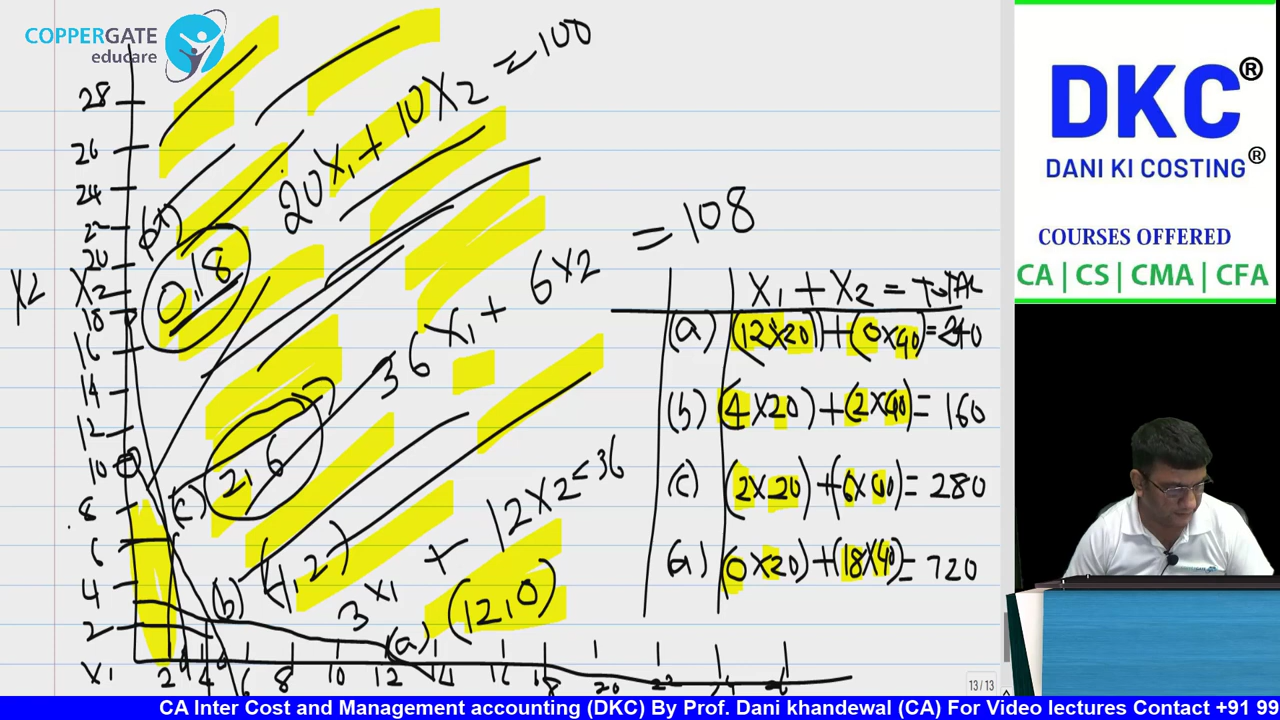 COPPERGATE
educare
20X₁ + 10X₂ = 100
36X₁ + 6X2 = 108
3X₁ + 12X2 < 36
28
26
24
22
20
X2 X2
18
16
14
12
10
8
6
4
2
X₁ 2 4 6 8 10 12 14 16 18 20 22 24 26
0,18
(c) 2,6
(b) (4,2)
(a) (12,0)
X₁ + X₂ = TOTAL
(a) (12×20) + (0×40) = 240
(b) (4×20) + (2×40) = 160
(c) (2×20) + (6×40) = 280
(d) (0×20) + (18×40) = 720
13/13
DKC®
DANI KI COSTING®
COURSES OFFERED
CA | CS | CMA | CFA
CA Inter Cost and Management accounting (DKC) By Prof. Dani khandewal (CA) For Video lectures Contact +91 99